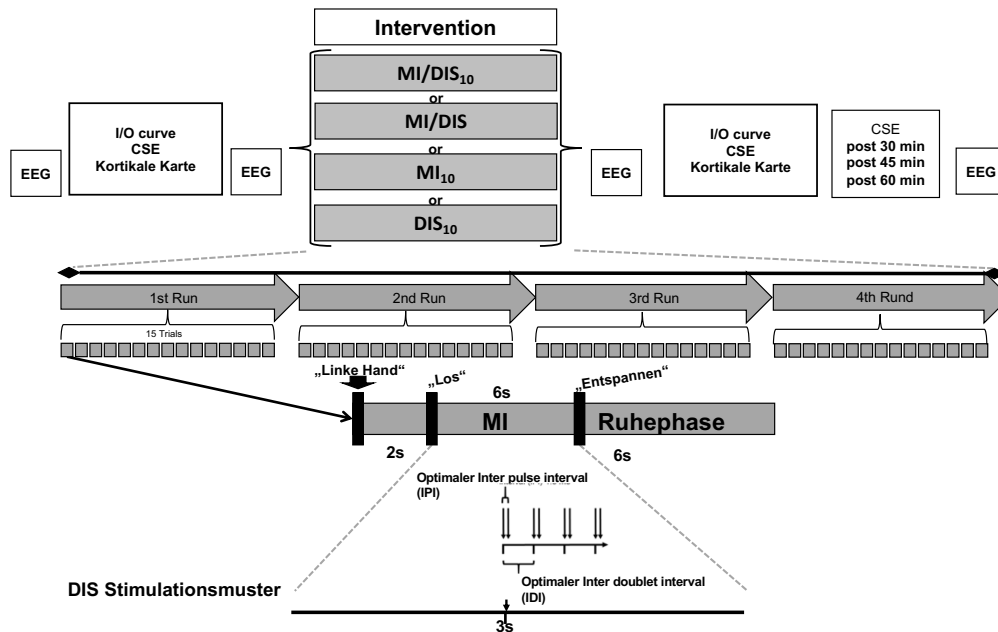 Intervention
MI/DIS₁₀
or
MI/DIS
or
MI₁₀
or
DIS₁₀
EEG
I/O curve
CSE
Kortikale Karte
EEG
EEG
I/O curve
CSE
Kortikale Karte
CSE
post 30 min
post 45 min
post 60 min
EEG
1st Run
2nd Run
3rd Run
4th Rund
15 Trials
„Linke Hand“
„Los“
6s
„Entspannen“
MI
Ruhephase
2s
6s
Optimaler Inter pulse interval
(IPI)
Optimaler Inter doublet interval
(IDI)
DIS Stimulationsmuster
3s